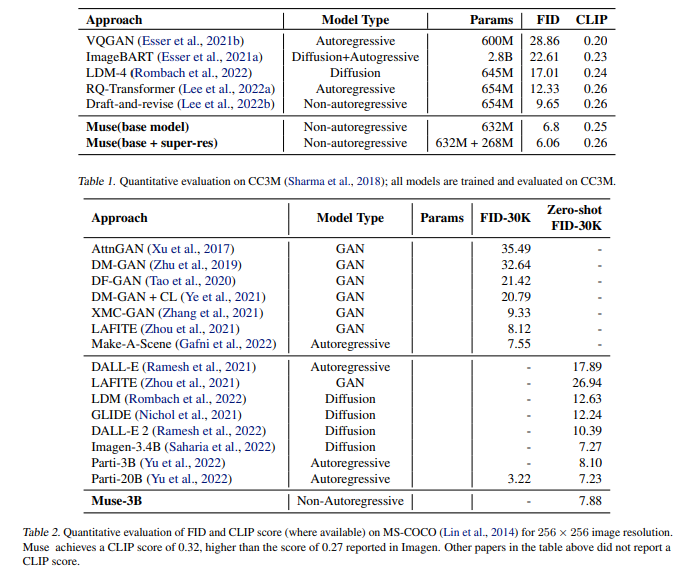 Approach Model Type Params FID CLIP
VQGAN (Esser et al., 2021b) Autoregressive 600M 28.86 0.20
ImageBART (Esser et al., 2021a) Diffusion+Autogressive 2.8B 22.61 0.23
LDM-4 (Rombach et al., 2022) Diffusion 645M 17.01 0.24
RQ-Transformer (Lee et al., 2022a) Autoregressive 654M 12.33 0.26
Draft-and-revise (Lee et al., 2022b) Non-autoregressive 654M 9.65 0.26
Muse(base model) Non-autoregressive 632M 6.8 0.25
Muse(base + super-res) Non-autoregressive 632M + 268M 6.06 0.26
Table 1. Quantitative evaluation on CC3M (Sharma et al., 2018); all models are trained and evaluated on CC3M.
Approach Model Type Params FID-30K Zero-shot
FID-30K
AttnGAN (Xu et al., 2017) GAN 35.49 -
DM-GAN (Zhu et al., 2019) GAN 32.64 -
DF-GAN (Tao et al., 2020) GAN 21.42 -
DM-GAN + CL (Ye et al., 2021) GAN 20.79 -
XMC-GAN (Zhang et al., 2021) GAN 9.33 -
LAFITE (Zhou et al., 2021) GAN 8.12 -
Make-A-Scene (Gafni et al., 2022) Autoregressive 7.55 -
DALL-E (Ramesh et al., 2021) Autoregressive - 17.89
LAFITE (Zhou et al., 2021) GAN - 26.94
LDM (Rombach et al., 2022) Diffusion - 12.63
GLIDE (Nichol et al., 2021) Diffusion - 12.24
DALL-E 2 (Ramesh et al., 2022) Diffusion - 10.39
Imagen-3.4B (Saharia et al., 2022) Diffusion - 7.27
Parti-3B (Yu et al., 2022) Autoregressive - 8.10
Parti-20B (Yu et al., 2022) Autoregressive 3.22 7.23
Muse-3B Non-Autoregressive - 7.88
Table 2. Quantitative evaluation of FID and CLIP score (where available) on MS-COCO (Lin et al., 2014) for 256 × 256 image resolution.
Muse achieves a CLIP score of 0.32, higher than the score of 0.27 reported in Imagen. Other papers in the table above did not report a
CLIP score.